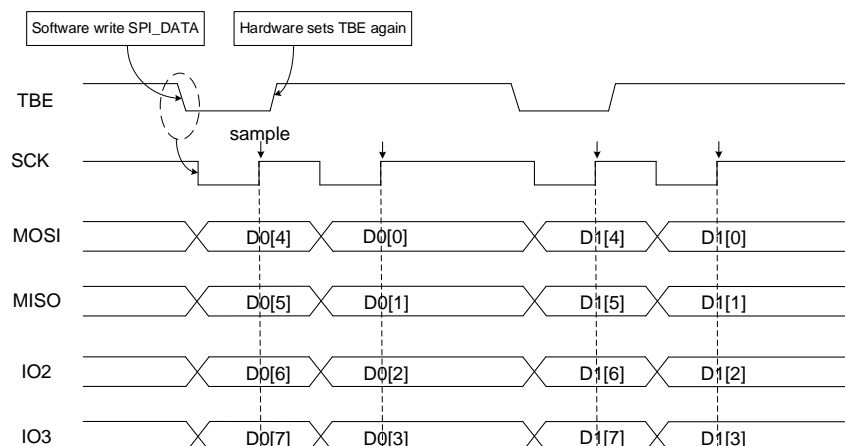 Software write SPI_DATA
Hardware sets TBE again
TBE
sample
SCK
MOSI D0[4] D0[0] D1[4] D1[0]
MISO D0[5] D0[1] D1[5] D1[1]
IO2 D0[6] D0[2] D1[6] D1[2]
IO3 D0[7] D0[3] D1[7] D1[3]